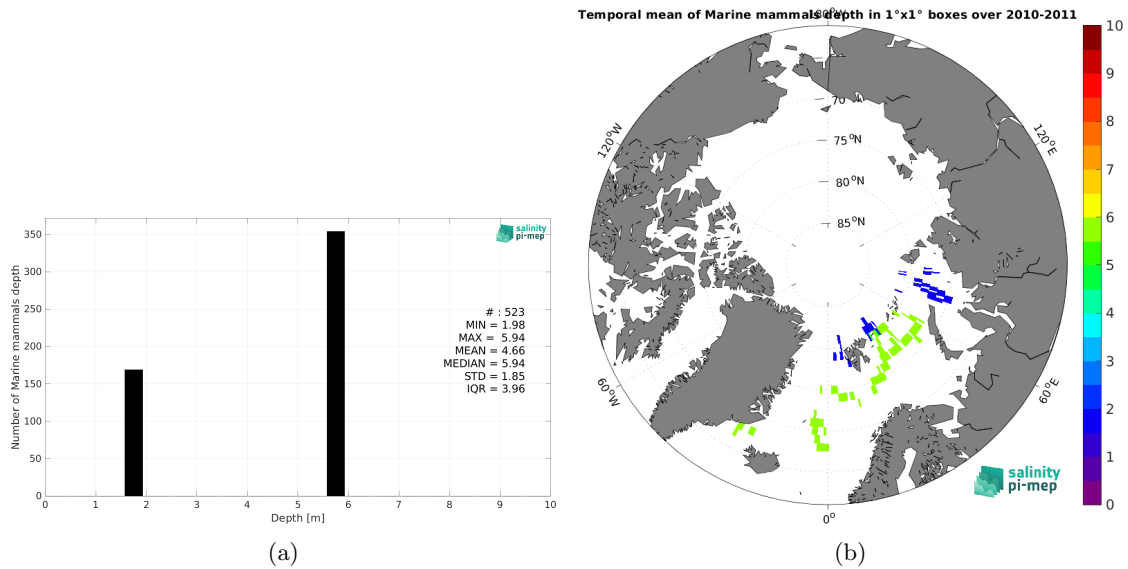 Temporal mean of Marine mammals depth in 1°x1° boxes over 2010-2011
180°W
120°W
120°E
60°W
60°E
0°
70
75°N
80°N
85°N
10
9
8
7
6
5
4
3
2
1
0
salinity
pi-mep
Number of Marine mammals depth
350
300
250
200
150
100
50
0
salinity
pi-mep
# : 523
MIN = 1.98
MAX = 5.94
MEAN = 4.66
MEDIAN = 5.94
STD = 1.85
IQR = 3.96
0 1 2 3 4 5 6 7 8 9 10
Depth [m]
(a)
(b)